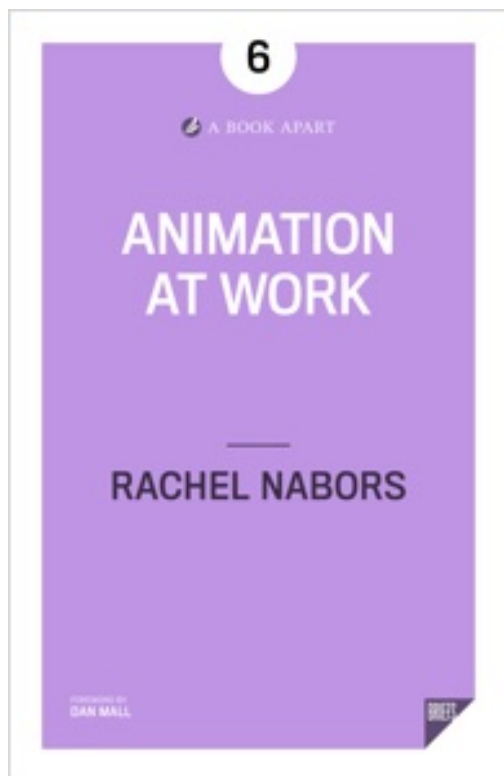 6
A BOOK APART
ANIMATION
AT WORK
RACHEL NABORS
FOREWORD BY
DAN MALL
BRIEFS